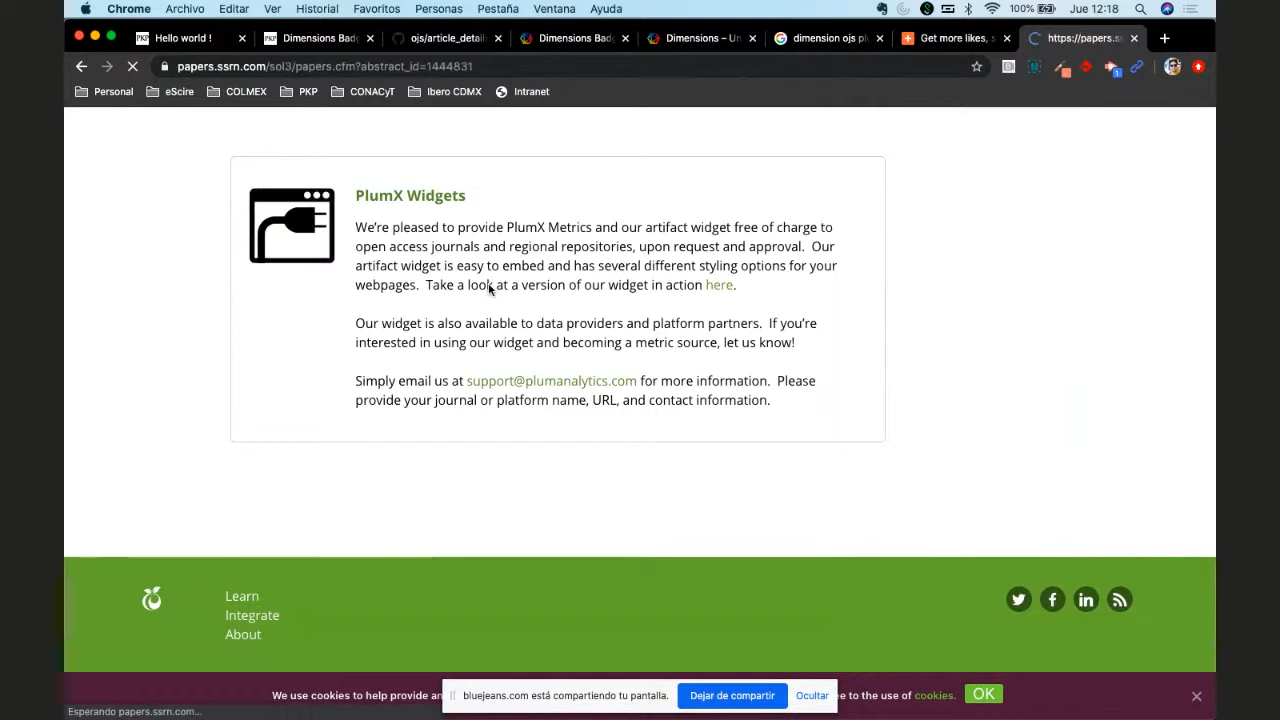 Chrome Archivo Editar Ver Historial Favoritos Personas Pestaña Ventana Ayuda 100% Jue 12:18
PKP Hello world ! PKP Dimensions Bad ojs/article_detail Dimensions Bad Dimensions – Un dimension ojs pl Get more likes, s https://papers.ss
papers.ssrn.com/sol3/papers.cfm?abstract_id=1444831
Personal eScire COLMEX PKP CONACyT Ibero CDMX Intranet
PlumX Widgets
We're pleased to provide PlumX Metrics and our artifact widget free of charge to
open access journals and regional repositories, upon request and approval. Our
artifact widget is easy to embed and has several different styling options for your
webpages. Take a look at a version of our widget in action here.
Our widget is also available to data providers and platform partners. If you're
interested in using our widget and becoming a metric source, let us know!
Simply email us at support@plumanalytics.com for more information. Please
provide your journal or platform name, URL, and contact information.
Learn
Integrate
About
We use cookies to help provide an
bluejeans.com está compartiendo tu pantalla. Dejar de compartir Ocultar
e to the use of cookies. OK
Esperando papers.ssrn.com...